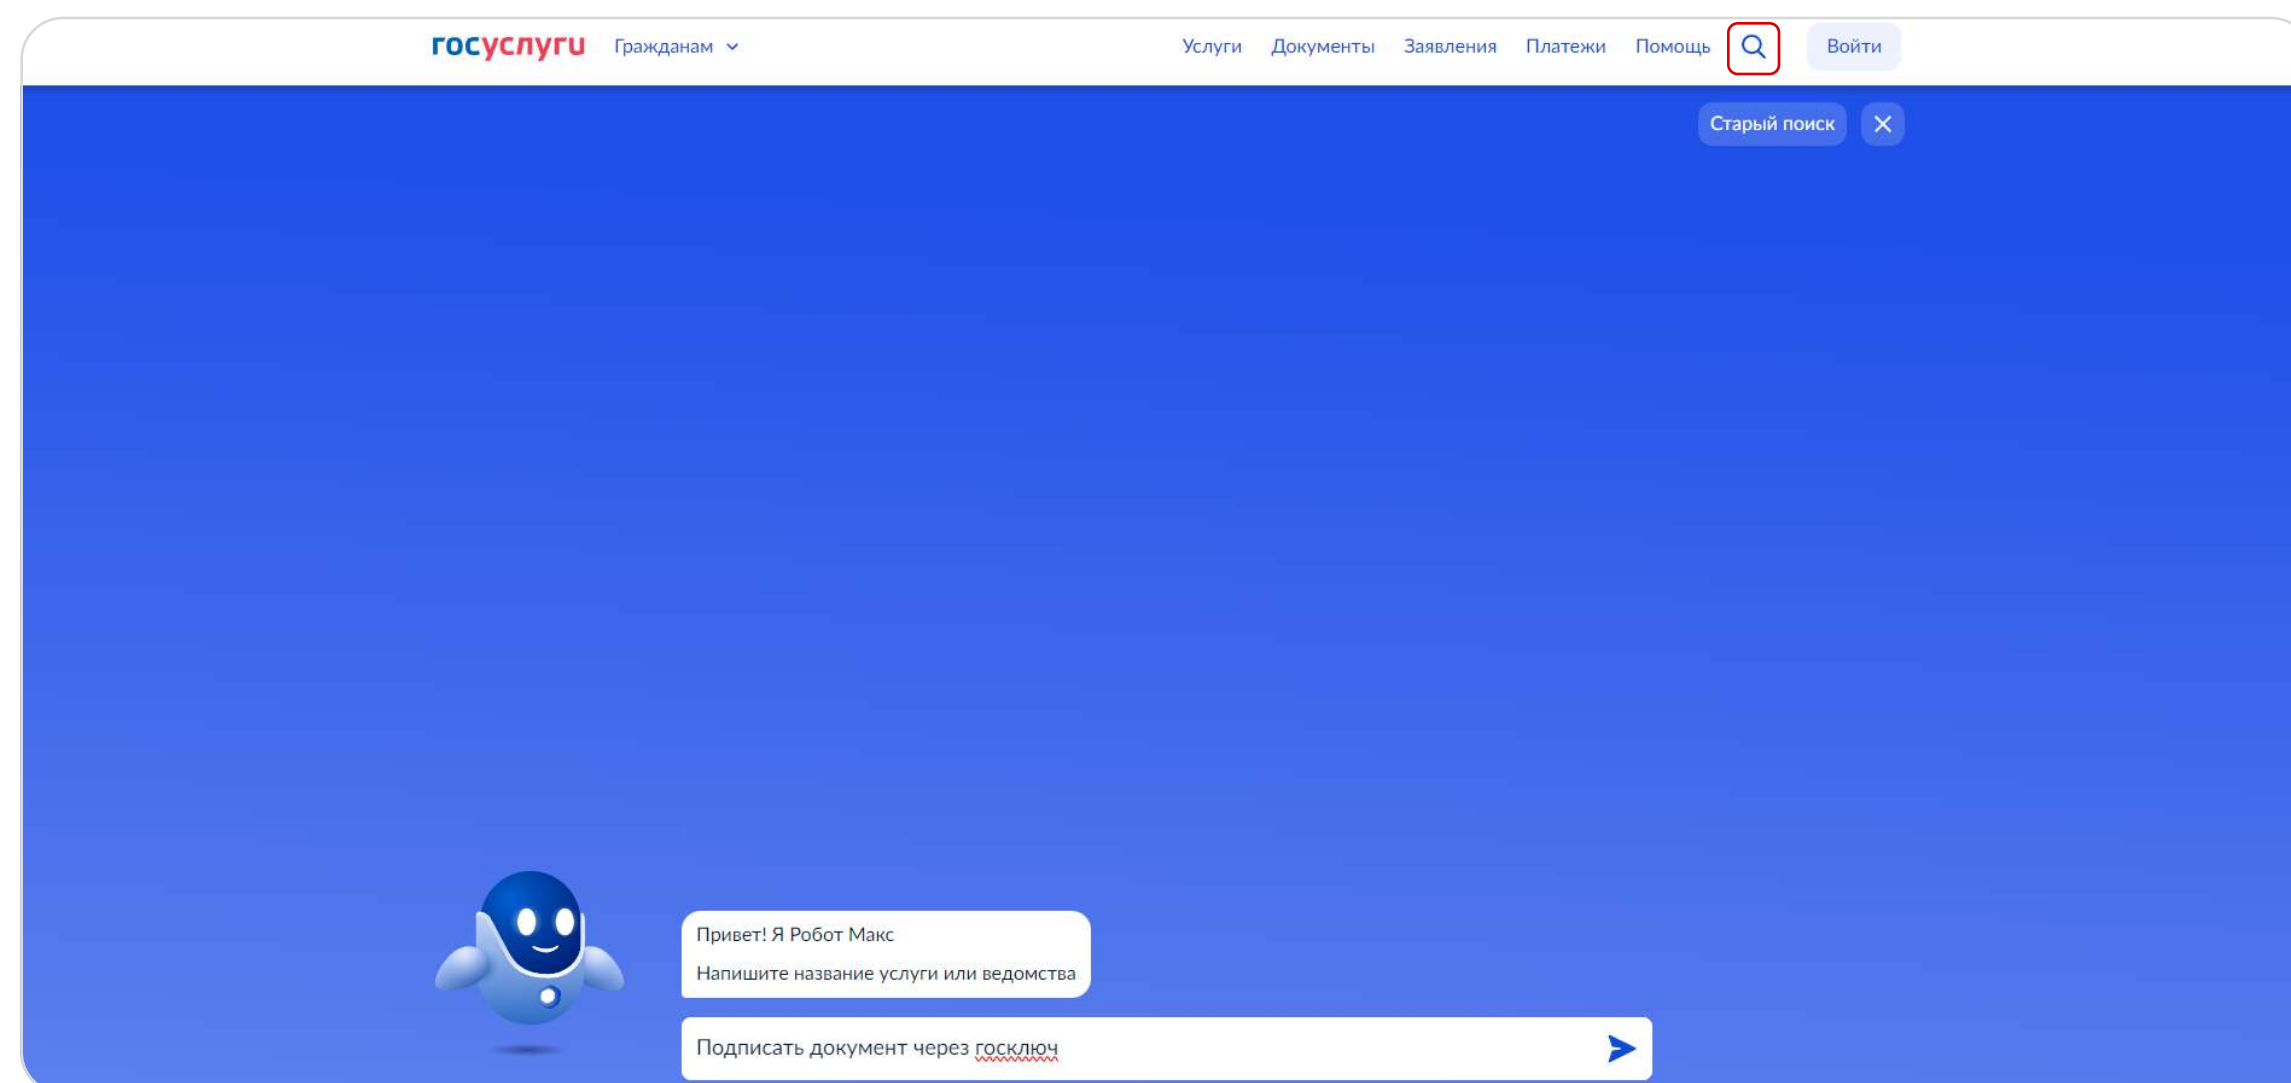 госуслуги Гражданам Услуги Документы Заявления Платежи Помощь Войти
Старый поиск
Привет! Я Робот Макс
Напишите название услуги или ведомства
Подписать документ через госключ